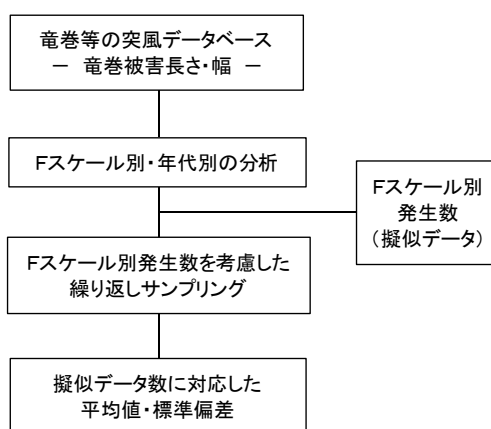 竜巻等の突風データベース
－ 竜巻被害長さ・幅 －
Fスケール別・年代別の分析
Fスケール別
発生数
（擬似データ）
Fスケール別発生数を考慮した
繰り返しサンプリング
擬似データ数に対応した
平均値・標準偏差